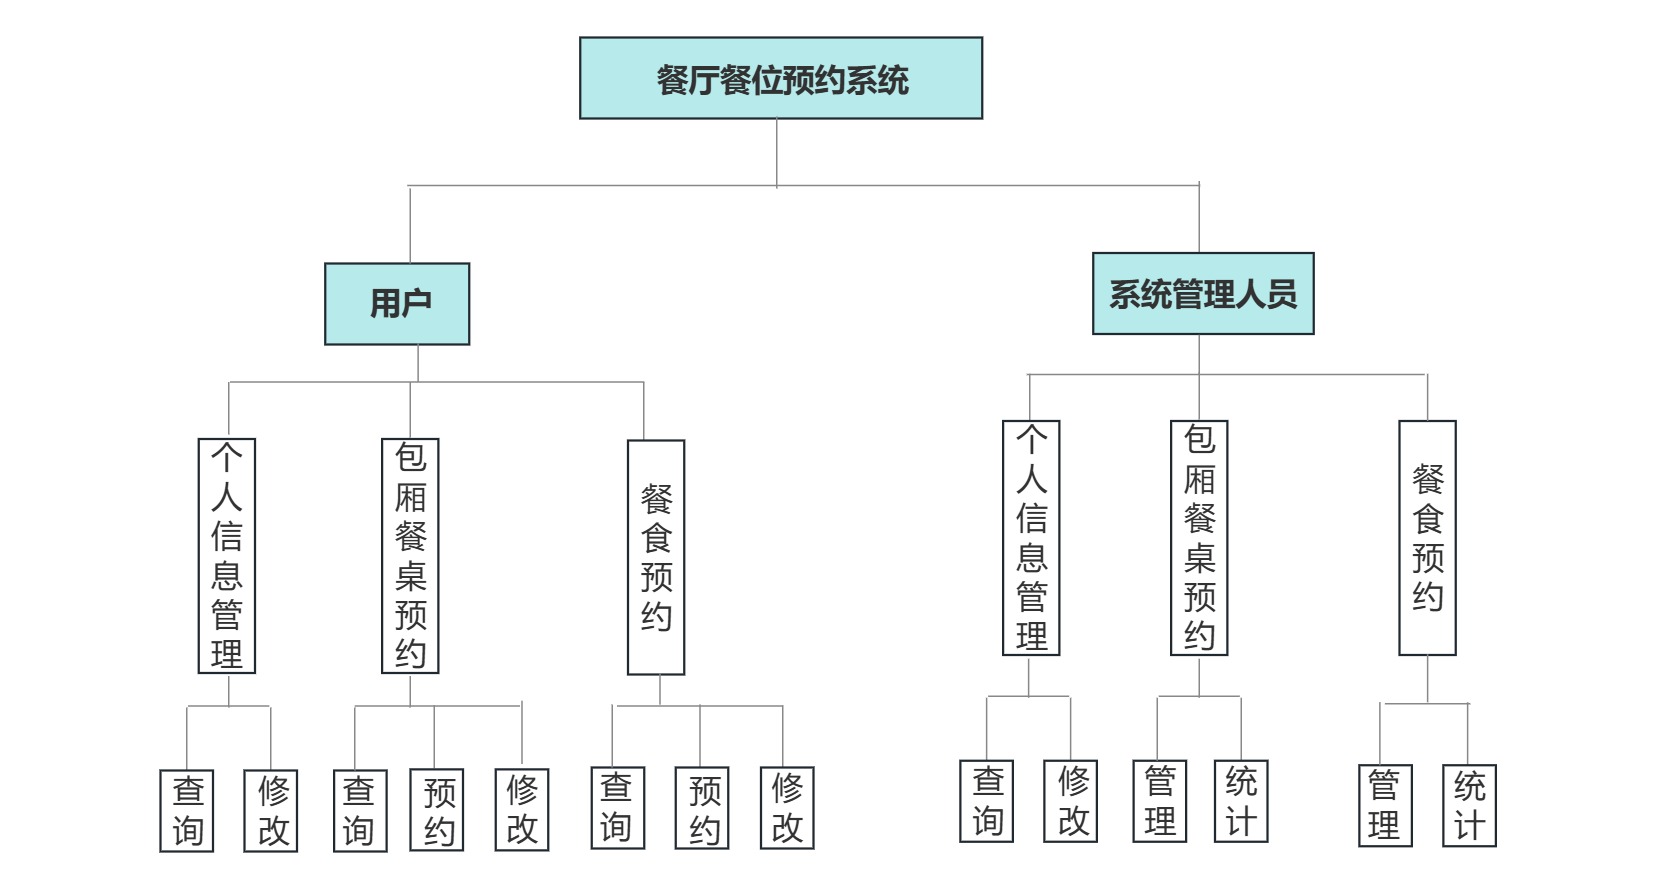 餐厅餐位预约系统
用户
系统管理人员
个人信息管理
包厢餐桌预约
餐食预约
个人信息管理
包厢餐桌预约
餐食预约
查询
修改
查询
预约
修改
查询
预约
修改
查询
修改
管理
统计
管理
统计